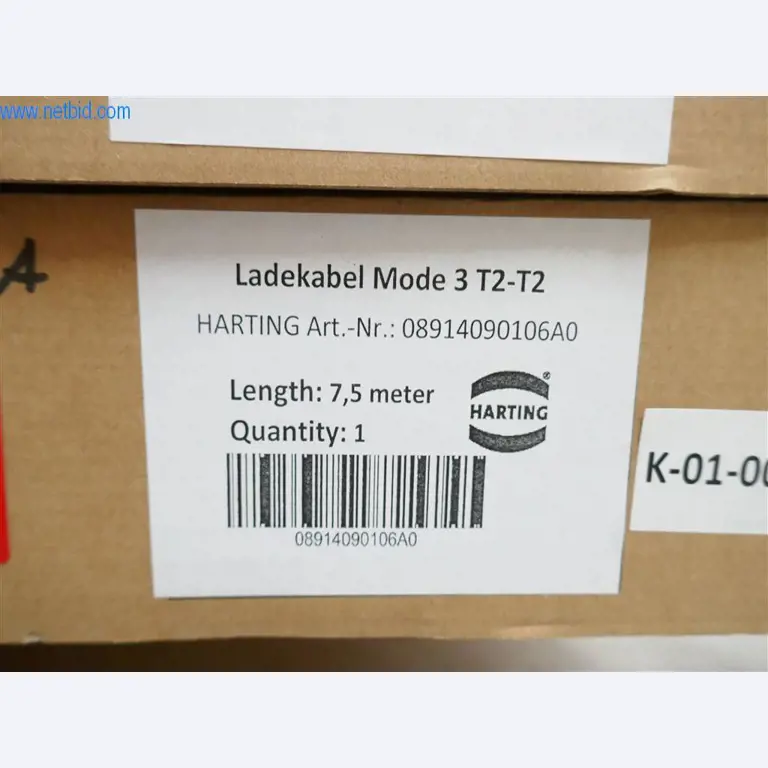 www.netbid.com
A
Ladekabel Mode 3 T2-T2
HARTING Art.-Nr.: 08914090106A0
Length: 7,5 meter
Quantity: 1
HARTING
®
08914090106A0
K-01-00